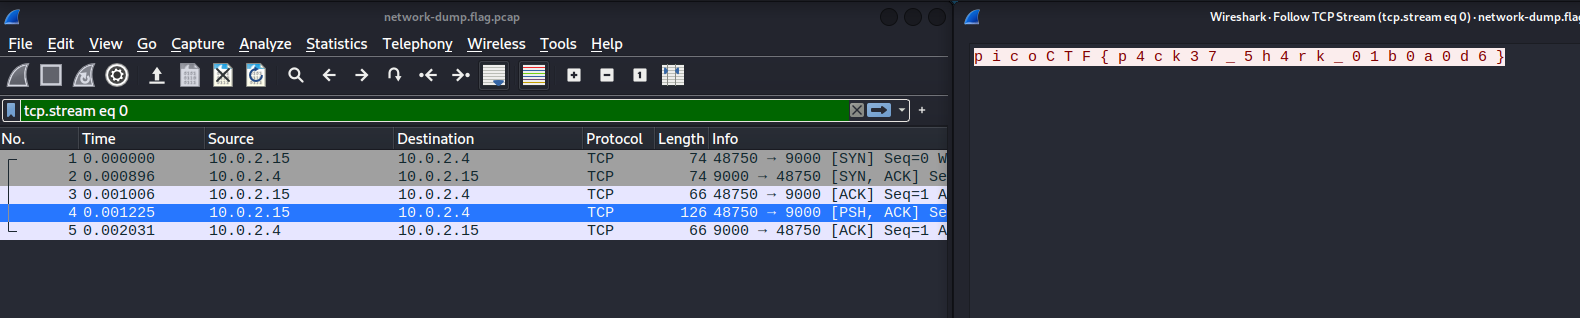 network-dump.flag.pcap
File Edit View Go Capture Analyze Statistics Telephony Wireless Tools Help
tcp.stream eq 0
No. Time Source Destination Protocol Length Info
1 0.000000 10.0.2.15 10.0.2.4 TCP 74 48750 → 9000 [SYN] Seq=0 W
2 0.000896 10.0.2.4 10.0.2.15 TCP 74 9000 → 48750 [SYN, ACK] Se
3 0.001006 10.0.2.15 10.0.2.4 TCP 66 48750 → 9000 [ACK] Seq=1 A
4 0.001225 10.0.2.15 10.0.2.4 TCP 126 48750 → 9000 [PSH, ACK] Se
5 0.002031 10.0.2.4 10.0.2.15 TCP 66 9000 → 48750 [ACK] Seq=1 A
Wireshark · Follow TCP Stream (tcp.stream eq 0) · network-dump.flag
p i c o C T F { p 4 c k 3 7 _ 5 h 4 r k _ 0 1 b 0 a 0 d 6 }